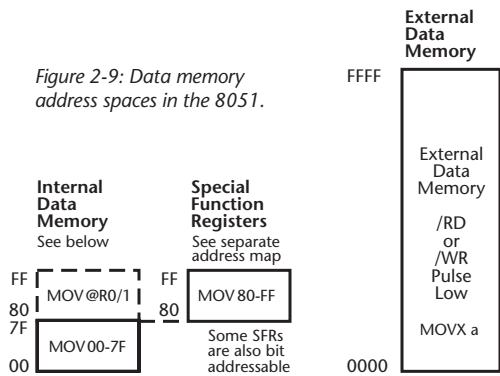 Figure 2-9: Data memory
address spaces in the 8051.
Internal
Data
Memory
See below
FF
80
7F
00
MOV @R0/1
MOV 00-7F
Special
Function
Registers
See separate
address map
FF
80
MOV 80-FF
Some SFRs
are also bit
addressable
External
Data
Memory
FFFF
0000
External
Data
Memory
/RD
or
/WR
Pulse
Low
MOVX a